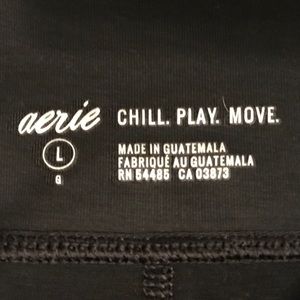 aerie CHILL. PLAY. MOVE.
L
G
MADE IN GUATEMALA
FABRIQUÉ AU GUATEMALA
RN 54485 CA 03873